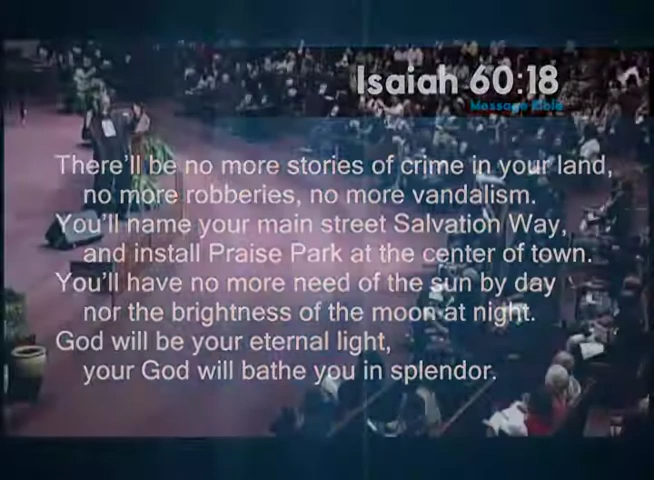 Isaiah 60:18
Message Bible
There'll be no more stories of crime in your land,
no more robberies, no more vandalism.
You'll name your main street Salvation Way,
and install Praise Park at the center of town.
You'll have no more need of the sun by day
nor the brightness of the moon at night.
God will be your eternal light,
your God will bathe you in splendor.